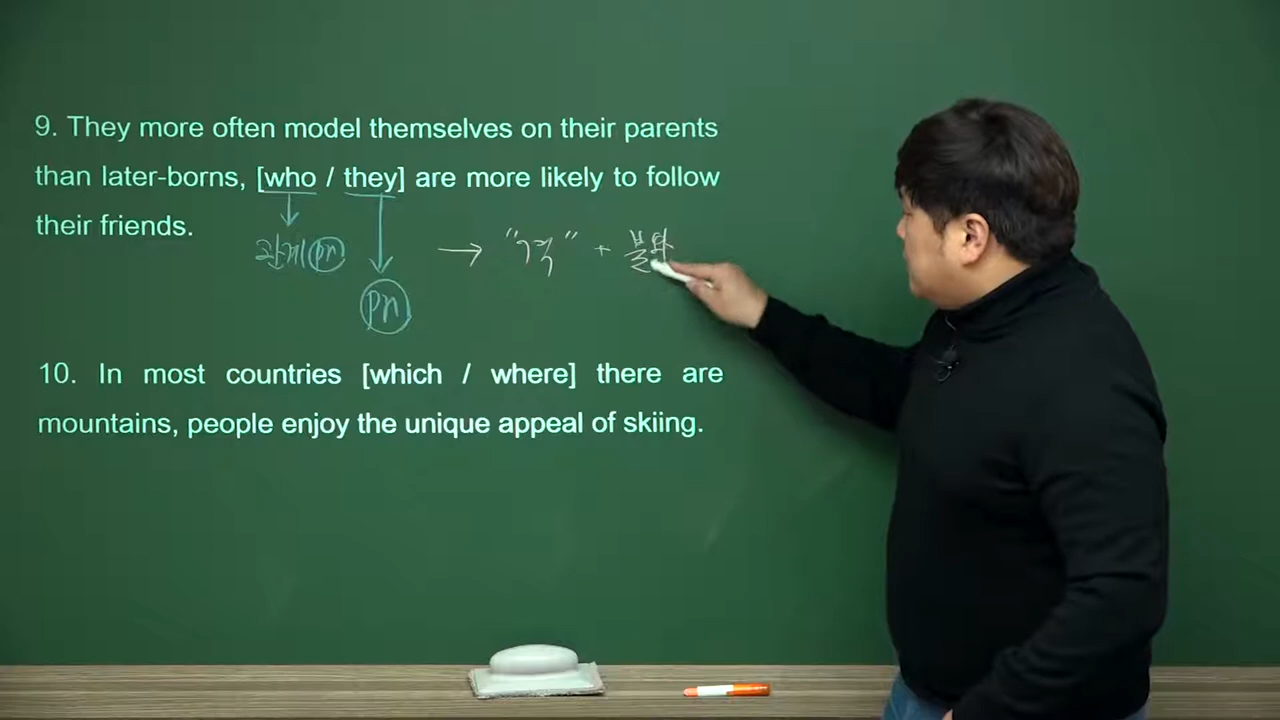 9. They more often model themselves on their parents
than later-borns, [who / they] are more likely to follow
their friends.
관계 pn → "격" + 불완
pn
10. In most countries [which / where] there are
mountains, people enjoy the unique appeal of skiing.